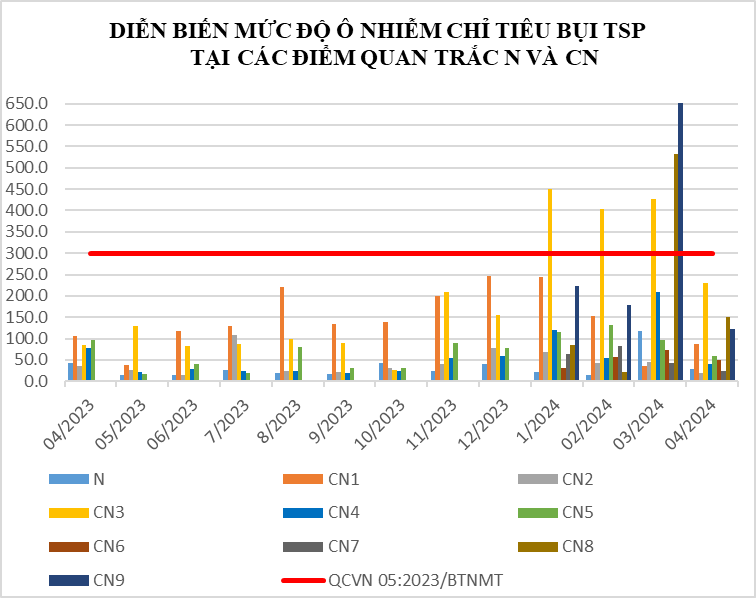 DIỄN BIẾN MỨC ĐỘ Ô NHIỄM CHỈ TIÊU BỤI TSP
TẠI CÁC ĐIỂM QUAN TRẮC N VÀ CN
650.0
600.0
550.0
500.0
450.0
400.0
350.0
300.0
250.0
200.0
150.0
100.0
50.0
0.0
04/2023 05/2023 06/2023 7/2023 8/2023 9/2023 10/2023 11/2023 12/2023 1/2024 02/2024 03/2024 04/2024
N CN1 CN2
CN3 CN4 CN5
CN6 CN7 CN8
CN9 QCVN 05:2023/BTNMT